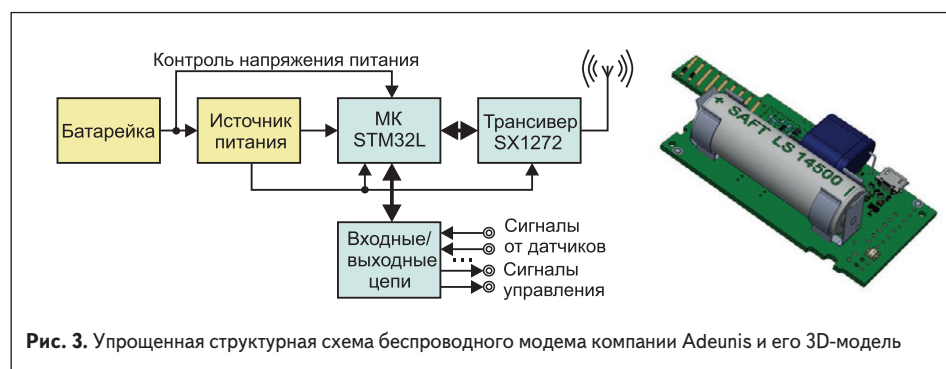 Контроль напряжения питания
Батарейка
Источник
питания
МК
STM32L
Трансивер
SX1272
Входные/
выходные
цепи
Сигналы
от датчиков
Сигналы
управления
+ SAFT LS 14500 –
Рис. 3. Упрощенная структурная схема беспроводного модема компании Adeunis и его 3D-модель